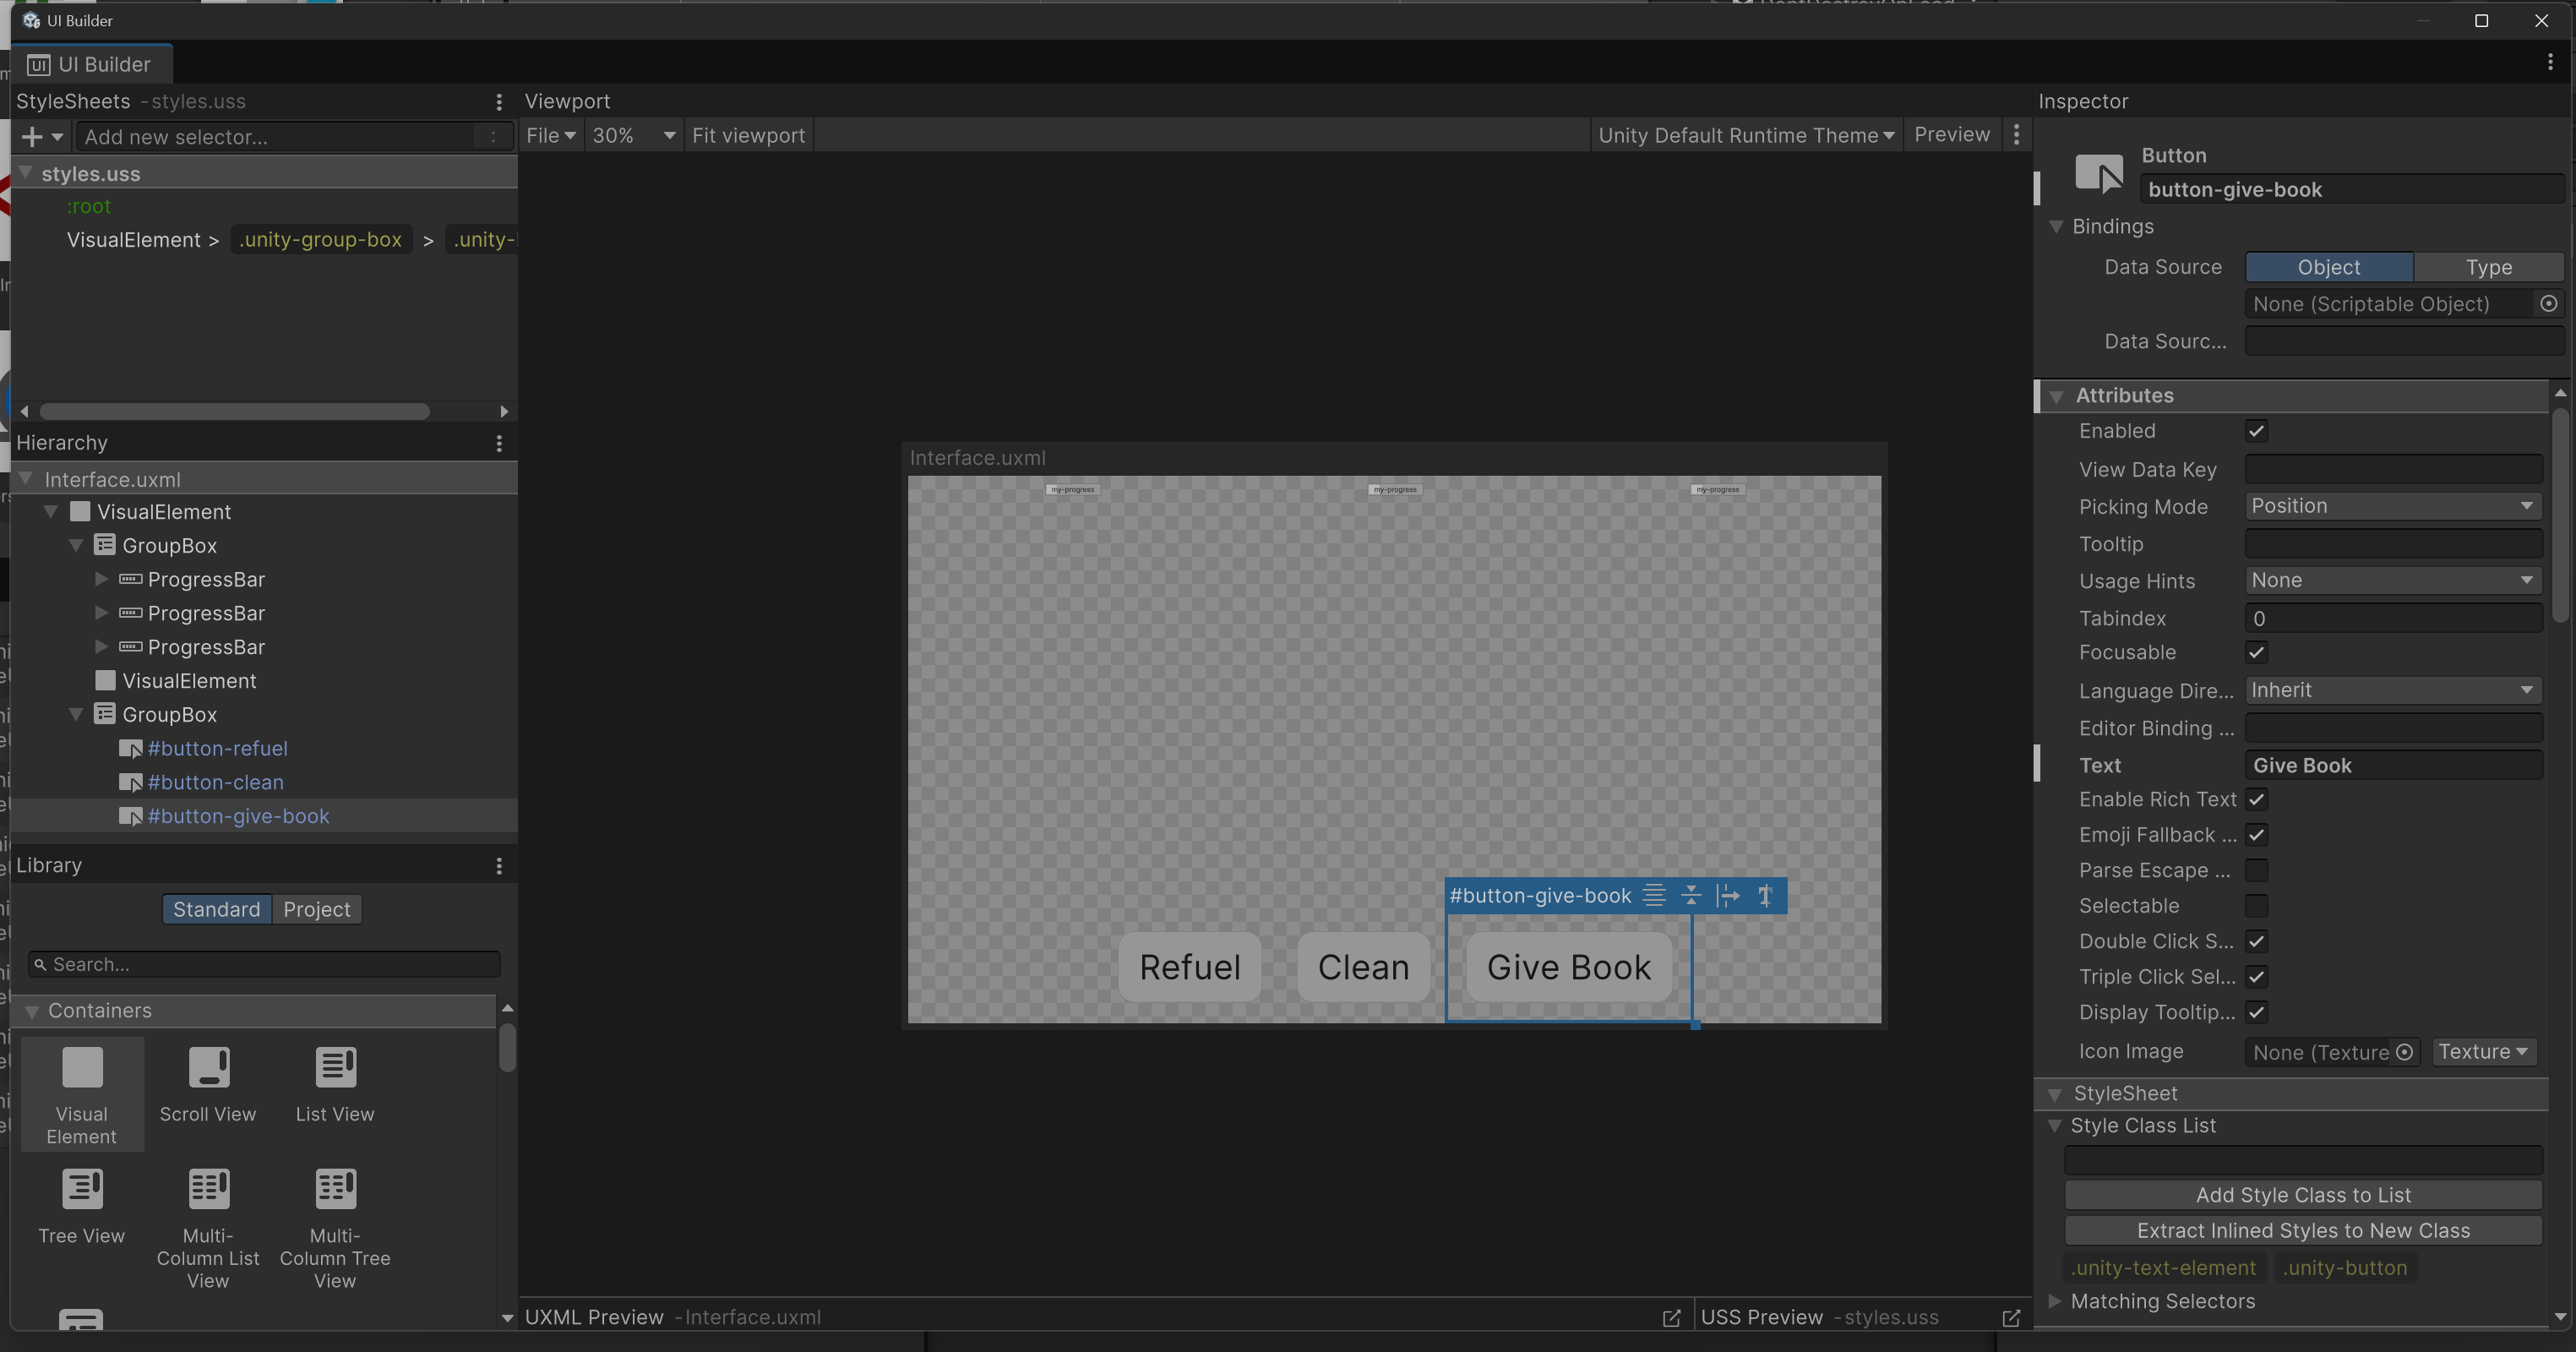 UI Builder
UI Builder
StyleSheets - styles.uss
Add new selector...
styles.uss
:root
VisualElement > .unity-group-box > .unity-
Hierarchy
Interface.uxml
VisualElement
GroupBox
ProgressBar
ProgressBar
ProgressBar
VisualElement
GroupBox
#button-refuel
#button-clean
#button-give-book
Library
Standard Project
Search...
Containers
Visual Element
Scroll View
List View
Tree View
Multi-Column List View
Multi-Column Tree View
Viewport
File 30% Fit viewport
Unity Default Runtime Theme Preview
Interface.uxml
my-progress my-progress my-progress
#button-give-book
Refuel Clean Give Book
UXML Preview - Interface.uxml
USS Preview - styles.uss
Inspector
Button
button-give-book
Bindings
Data Source Object Type
None (Scriptable Object)
Data Sourc...
Attributes
Enabled
View Data Key
Picking Mode Position
Tooltip
Usage Hints None
Tabindex 0
Focusable
Language Dire... Inherit
Editor Binding ...
Text Give Book
Enable Rich Text
Emoji Fallback ...
Parse Escape ...
Selectable
Double Click S...
Triple Click Sel...
Display Tooltip...
Icon Image None (Texture Texture
StyleSheet
Style Class List
Add Style Class to List
Extract Inlined Styles to New Class
.unity-text-element .unity-button
Matching Selectors